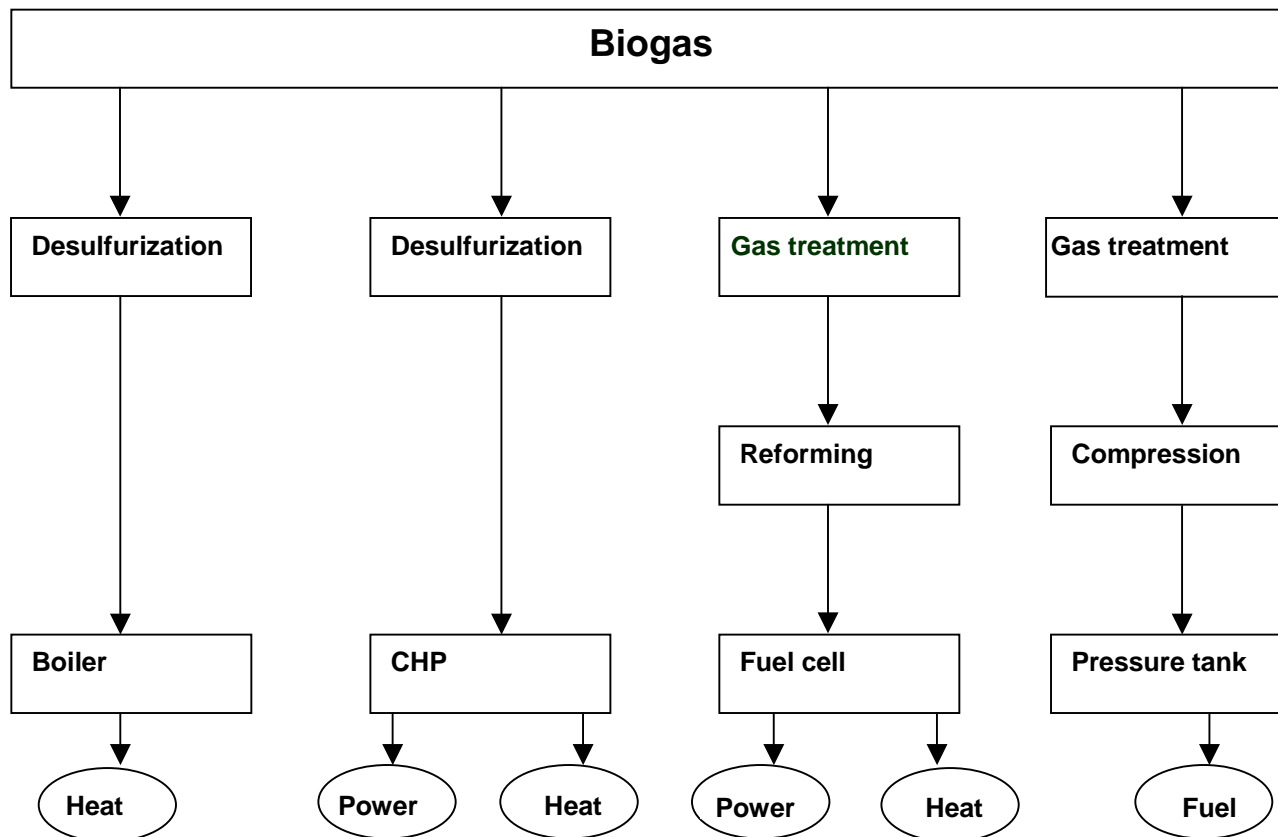 Biogas
Desulfurization
Desulfurization
Gas treatment
Gas treatment
Reforming
Compression
Boiler
CHP
Fuel cell
Pressure tank
Heat
Power
Heat
Power
Heat
Fuel